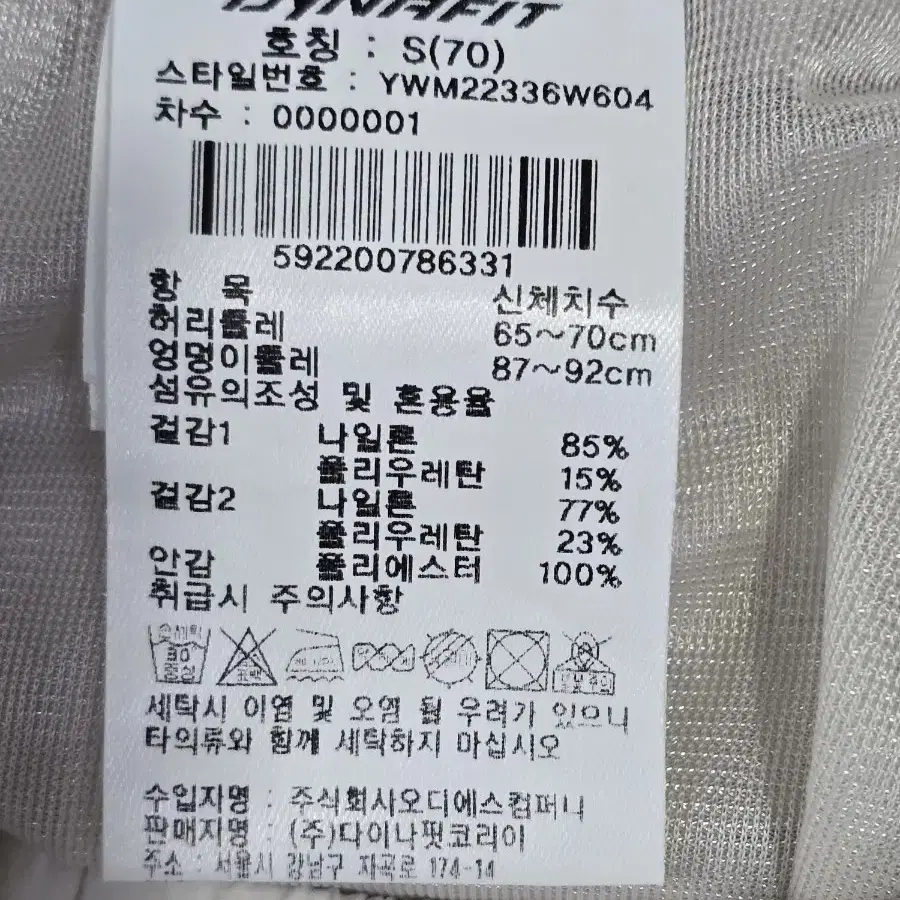 DYNAFIT
호칭 : S(70)
스타일번호 : YWM22336W604
차수 : 0000001
592200786331
항 목 신체치수
허리둘레 65~70cm
엉덩이둘레 87~92cm
섬유의조성 및 혼용율
겉감1 나일론 85%
폴리우레탄 15%
겉감2 나일론 77%
폴리우레탄 23%
안감 폴리에스터 100%
취급시 주의사항
손세탁 30 중성 표백
세탁시 이염 및 오염 될 우려가 있으니
타의류와 함께 세탁하지 마십시오
수입자명 : 주식회사오디에스컴퍼니
판매자명 : (주)다이나핏코리아
주소 : 서울시 강남구 자곡로 174-14